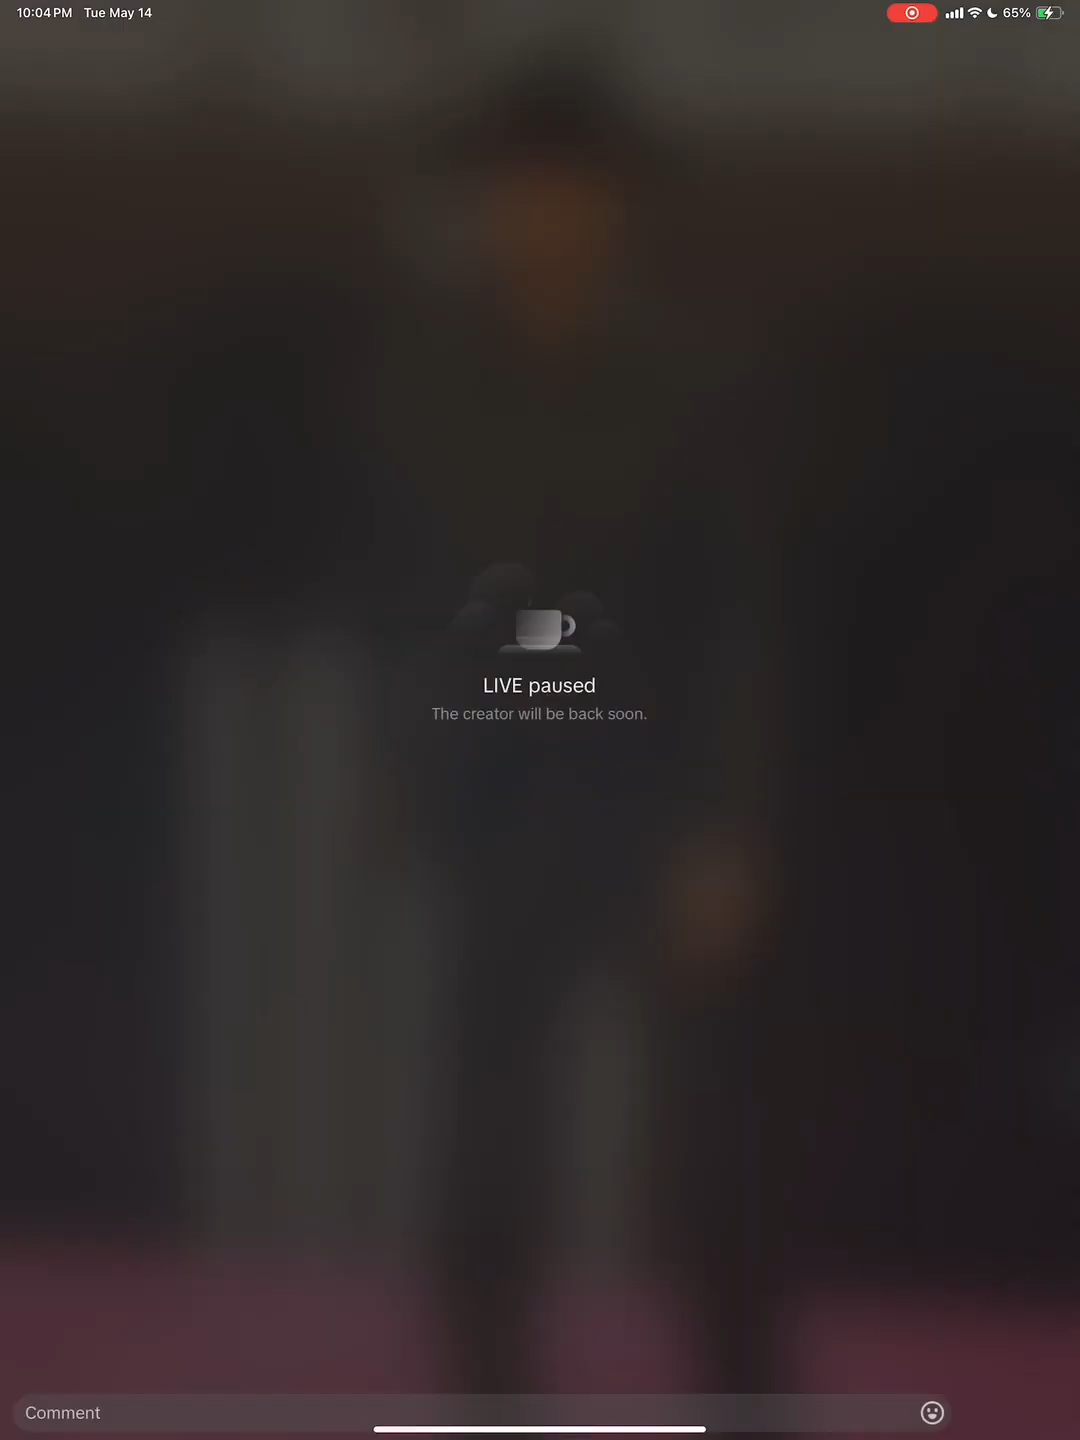 10:04 PM Tue May 14 65%
LIVE paused
The creator will be back soon.
Comment